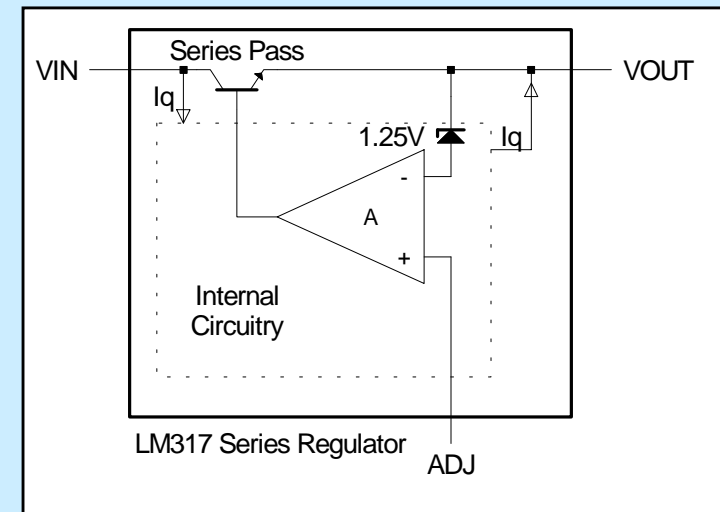 Series Pass
VIN
VOUT
Iq
1.25V
Iq
-
A
+
Internal
Circuitry
LM317 Series Regulator
ADJ